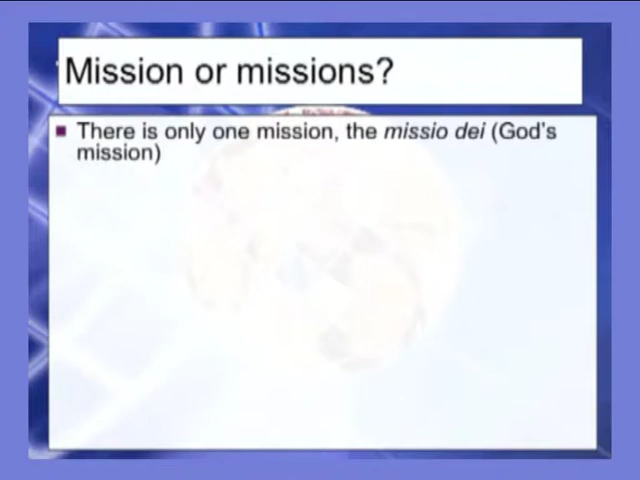 Mission or missions?
There is only one mission, the missio dei (God's
mission)